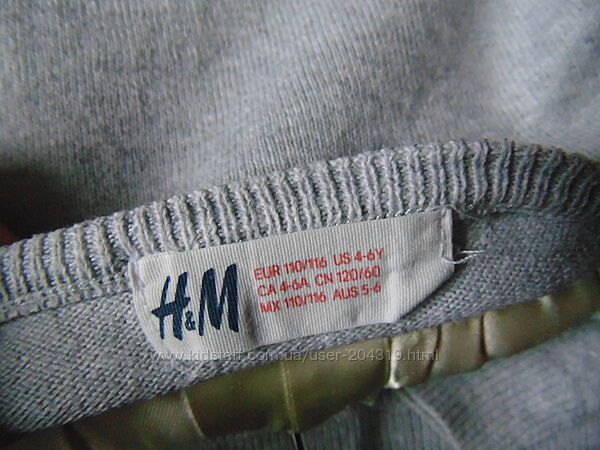 H&M
EUR 110/116 US 4-6Y
CA 4-6A CN 120/60
MX 110/116 AUS 5-6
www.kidstaff.com.ua/user-204319.html